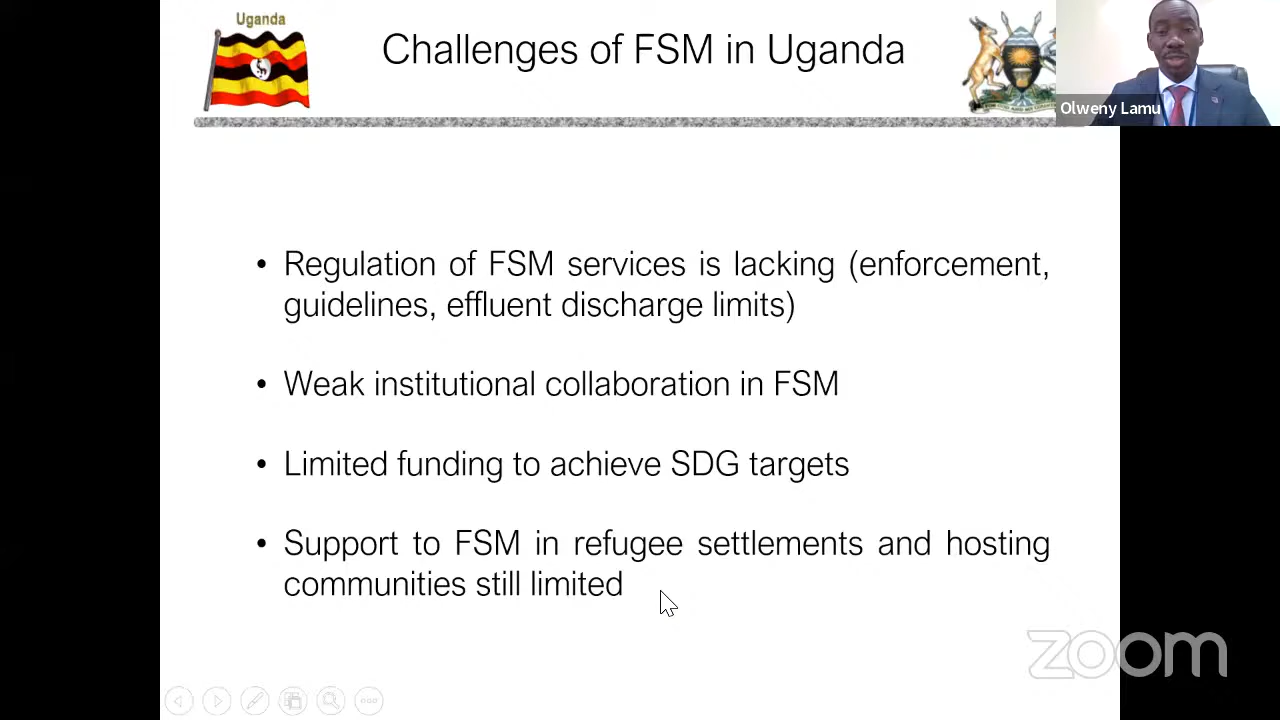 Uganda
Challenges of FSM in Uganda
Olweny Lamu
• Regulation of FSM services is lacking (enforcement,
guidelines, effluent discharge limits)
• Weak institutional collaboration in FSM
• Limited funding to achieve SDG targets
• Support to FSM in refugee settlements and hosting
communities still limited
zoom